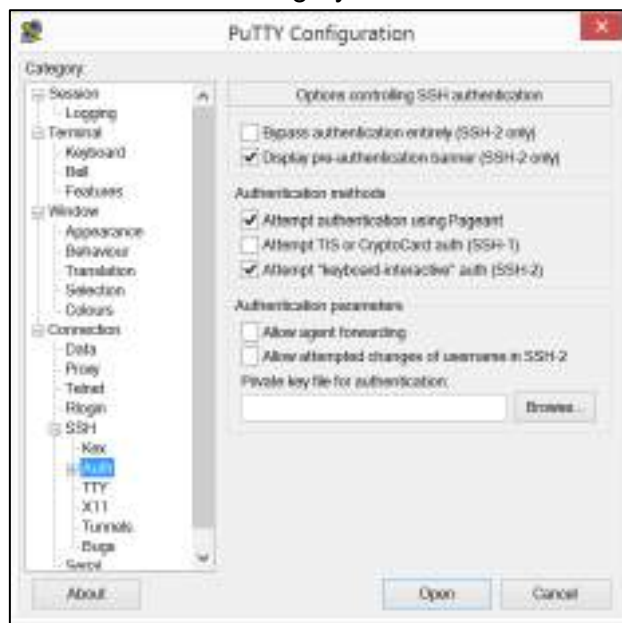 PuTTY Configuration
Category:
Session
Logging
Terminal
Keyboard
Bell
Features
Window
Appearance
Behaviour
Translation
Selection
Colours
Connection
Data
Proxy
Telnet
Rlogin
SSH
Kex
Auth
TTY
X11
Tunnels
Bugs
Serial
Options controlling SSH authentication
Bypass authentication entirely (SSH-2 only)
Display pre-authentication banner (SSH-2 only)
Authentication methods
Attempt authentication using Pageant
Attempt TIS or CryptoCard auth (SSH-1)
Attempt "keyboard-interactive" auth (SSH-2)
Authentication parameters
Allow agent forwarding
Allow attempted changes of username in SSH-2
Private key file for authentication:
Browse...
About
Open
Cancel